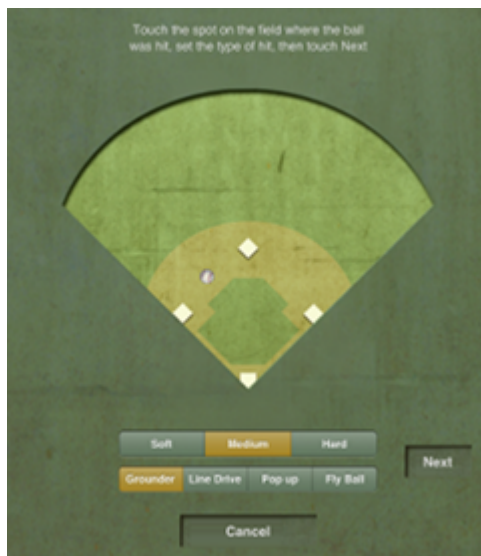 Touch the spot on the field where the ball
was hit, set the type of hit, then touch Next
Soft Medium Hard
Grounder Line Drive Pop up Fly Ball
Next
Cancel